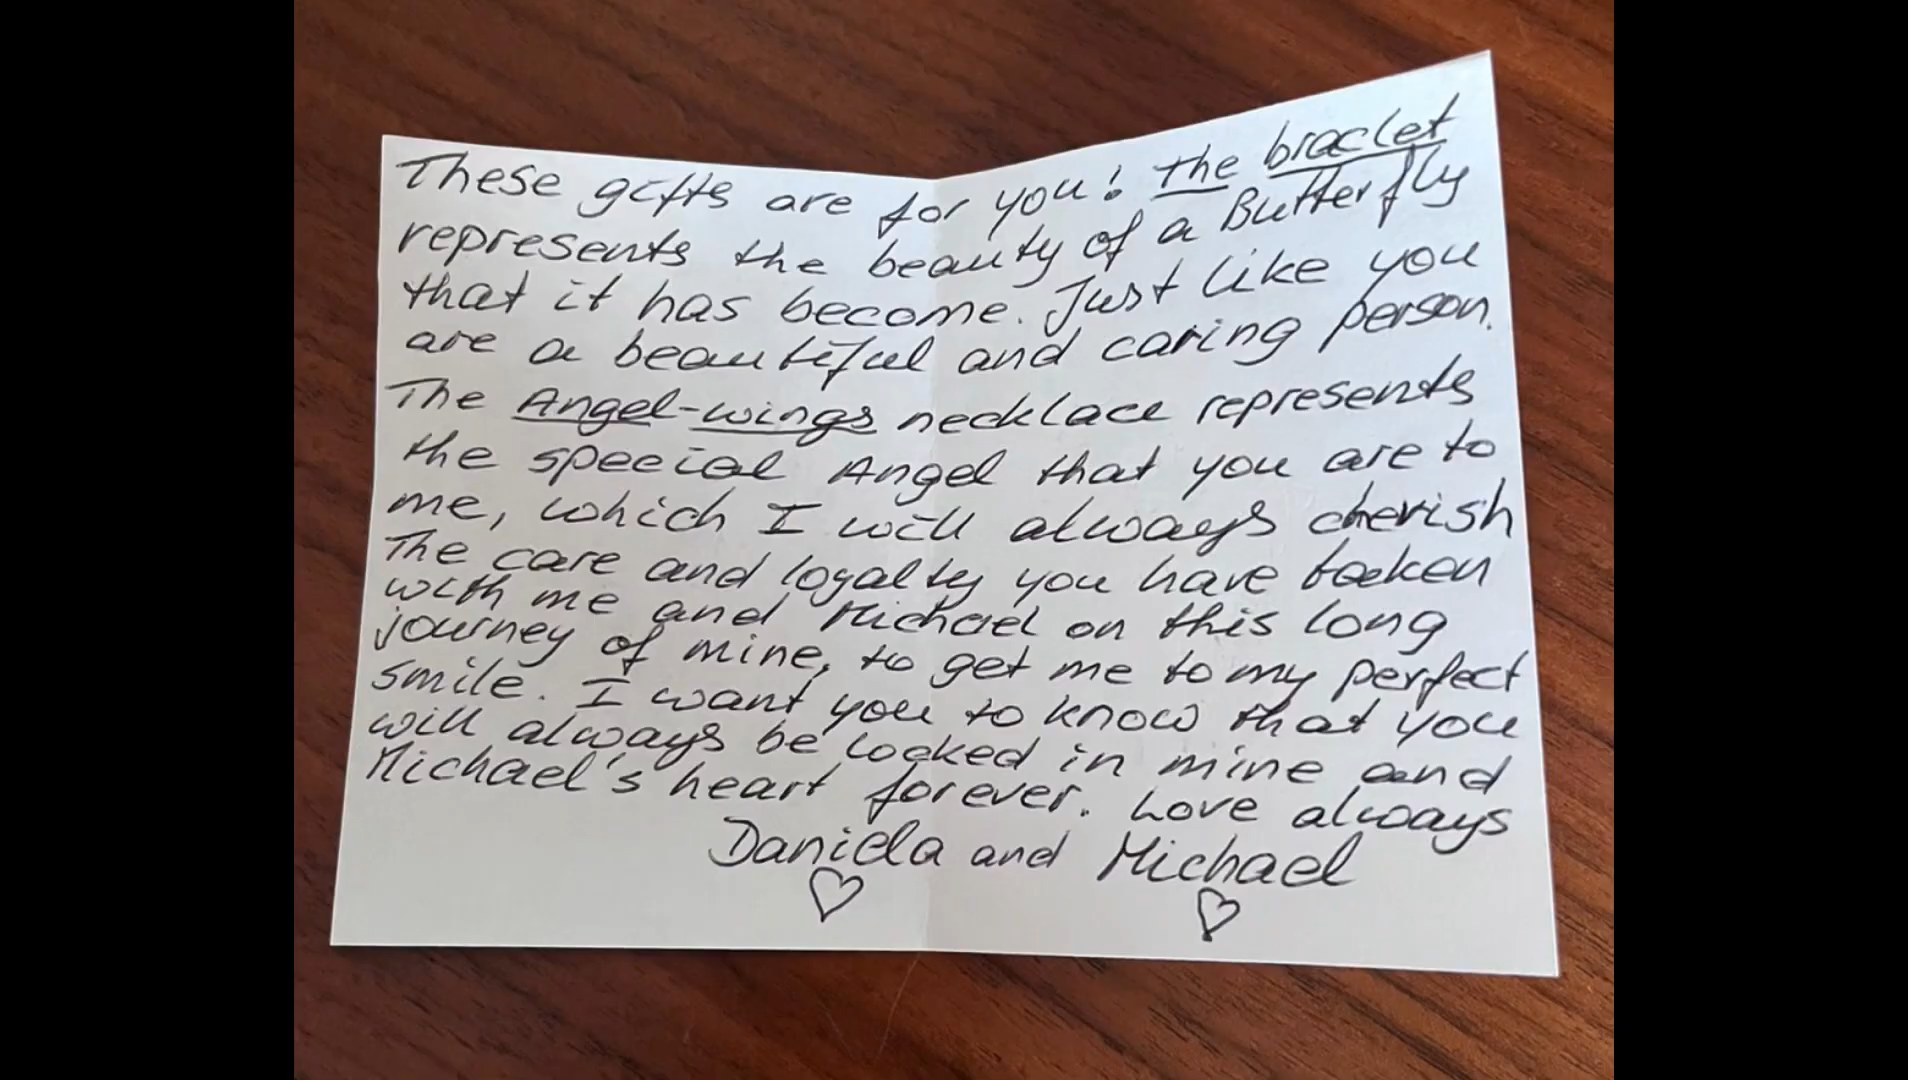 These gifts are for you! The braclet
represents the beauty of a Butterfly
that it has become. Just like you
are a beautiful and caring person.
The Angel-wings necklace represents
the special Angel that you are to
me, which I will always cherish
The care and loyalty you have taeken
with me and Michael on this long
journey of mine, to get me to my perfect
smile. I want you to know that you
will always be locked in mine and
Michael's heart forever. Love always
Daniela and Michael